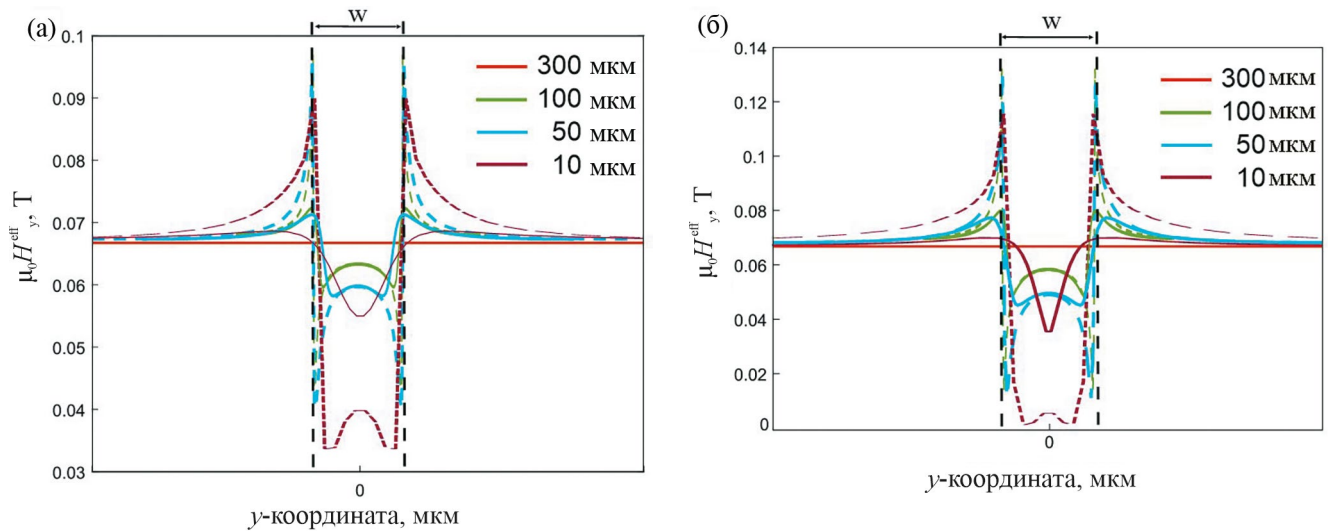 (а)
w
0.1
0.09
0.08
0.07
0.06
0.05
0.04
0.03
300 мкм
100 мкм
50 мкм
10 мкм
μ₀Hᵉᶠᶠy, Т
0
y-координата, мкм
(б)
w
0.14
0.12
0.1
0.08
0.06
0.04
0.02
0
300 мкм
100 мкм
50 мкм
10 мкм
μ₀Hᵉᶠᶠy, Т
0
y-координата, мкм